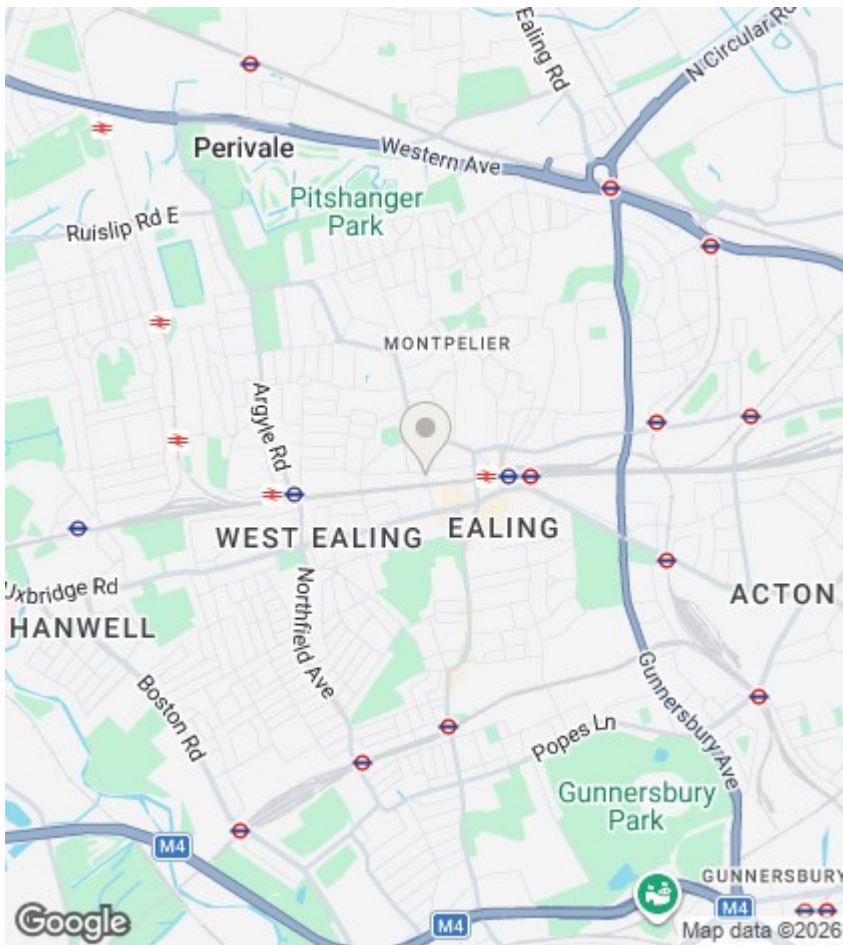 Ealing Rd
N Circular Rd
Perivale
Western Ave
Pitshanger
Park
Ruislip Rd E
MONTPELIER
Argyle Rd
WEST EALING
EALING
Uxbridge Rd
HANWELL
ACTON
Northfield Ave
Boston Rd
Gunnersbury Ave
Popes Ln
Gunnersbury
Park
M4
GUNNERSBURY
M4
M4
Google
Map data ©2026